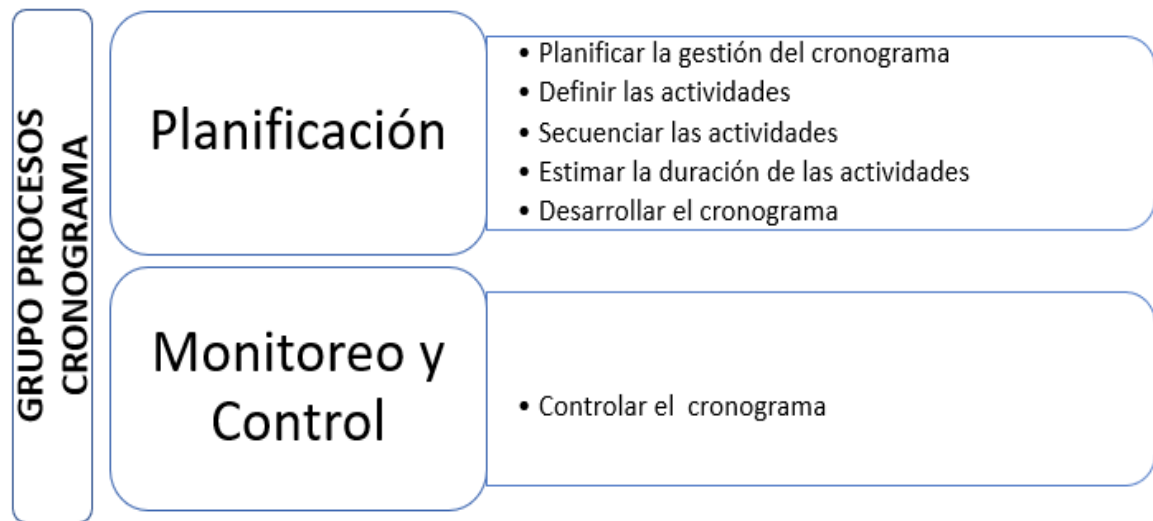 GRUPO PROCESOS
CRONOGRAMA
Planificación
• Planificar la gestión del cronograma
• Definir las actividades
• Secuenciar las actividades
• Estimar la duración de las actividades
• Desarrollar el cronograma
Monitoreo y
Control
• Controlar el cronograma